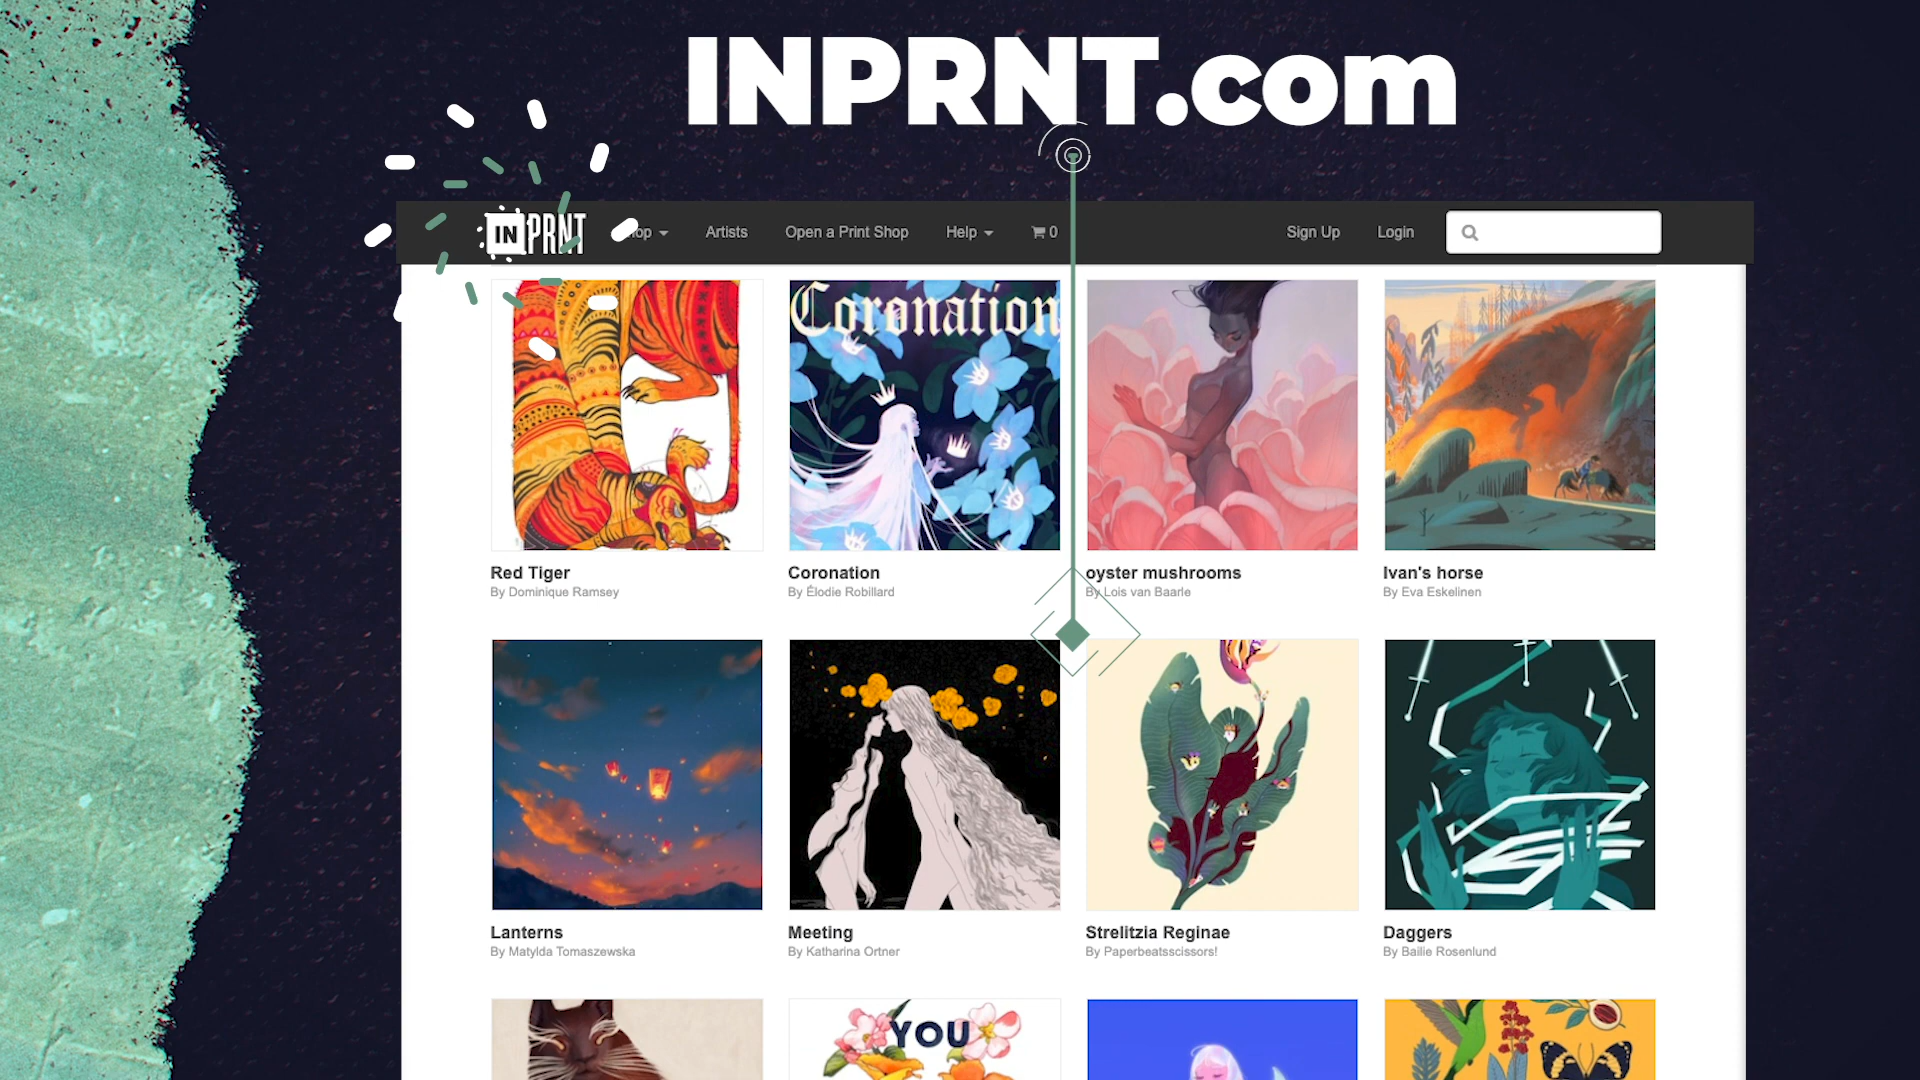 INPRNT.com
INPRNT
Artists
Open a Print Shop
Help
0
Sign Up
Login
Coronation
Red Tiger
By Dominique Ramsey
Coronation
By Élodie Robillard
oyster mushrooms
By Lois van Baarle
Ivan's horse
By Eva Eskelinen
Lanterns
By Matylda Tomaszewska
Meeting
By Katharina Ortner
Strelitzia Reginae
By Paperbeatsscissors!
Daggers
By Bailie Rosenlund
YOU